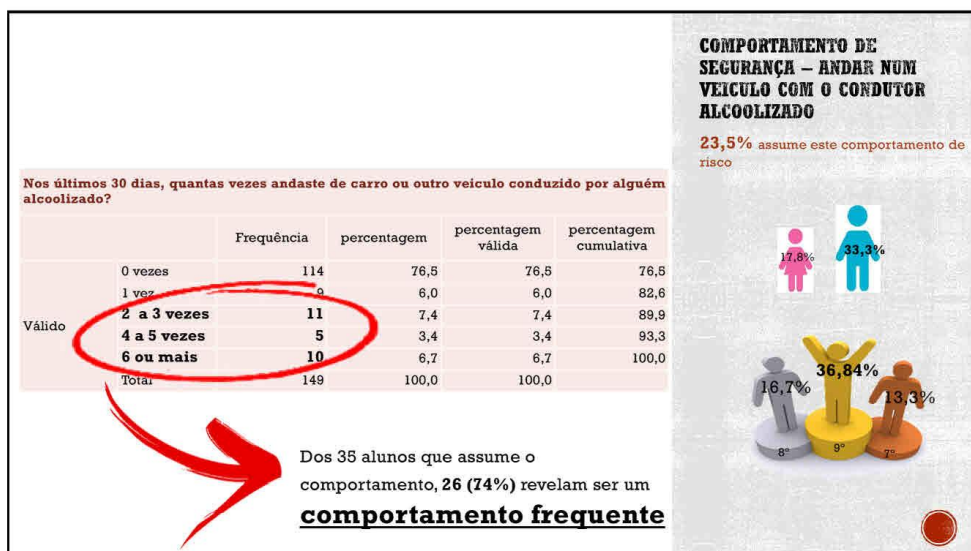 COMPORTAMENTO DE
SEGURANÇA – ANDAR NUM
VEICULO COM O CONDUTOR
ALCOOLIZADO
23,5% assume este comportamento de
risco
Nos últimos 30 dias, quantas vezes andaste de carro ou outro veículo conduzido por alguém
alcoolizado?
Frequência percentagem percentagem válida percentagem cumulativa
Válido
0 vezes 114 76,5 76,5 76,5
1 vez 9 6,0 6,0 82,6
2 a 3 vezes 11 7,4 7,4 89,9
4 a 5 vezes 5 3,4 3,4 93,3
6 ou mais 10 6,7 6,7 100,0
Total 149 100,0 100,0
Dos 35 alunos que assume o
comportamento, 26 (74%) revelam ser um
comportamento frequente
17,8% 33,3%
16,7% 36,84% 13,3%
8º 9º 7º